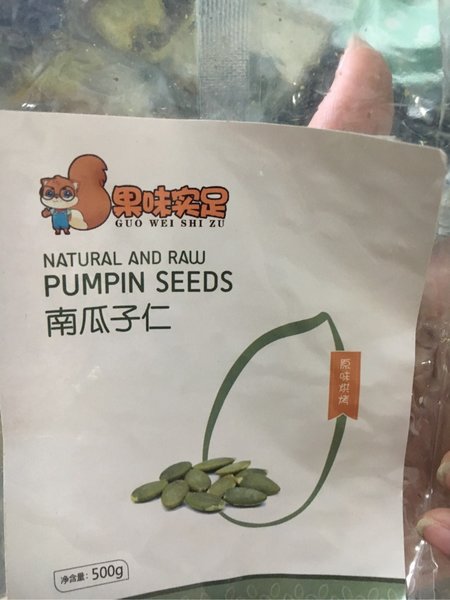 果味实足
GUO WEI SHI ZU
NATURAL AND RAW
PUMPIN SEEDS
南瓜子仁
原味烘烤
净含量: 500g